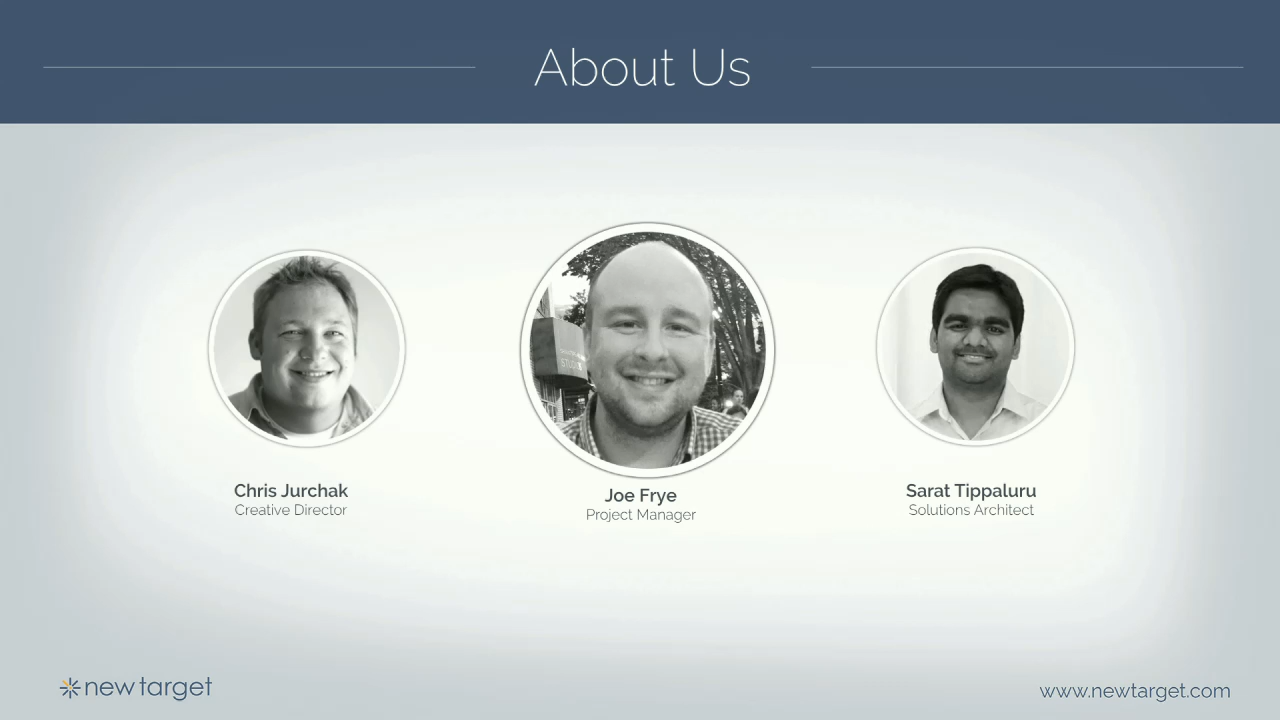 About Us
Chris Jurchak
Creative Director
Joe Frye
Project Manager
Sarat Tippaluru
Solutions Architect
new target
www.newtarget.com